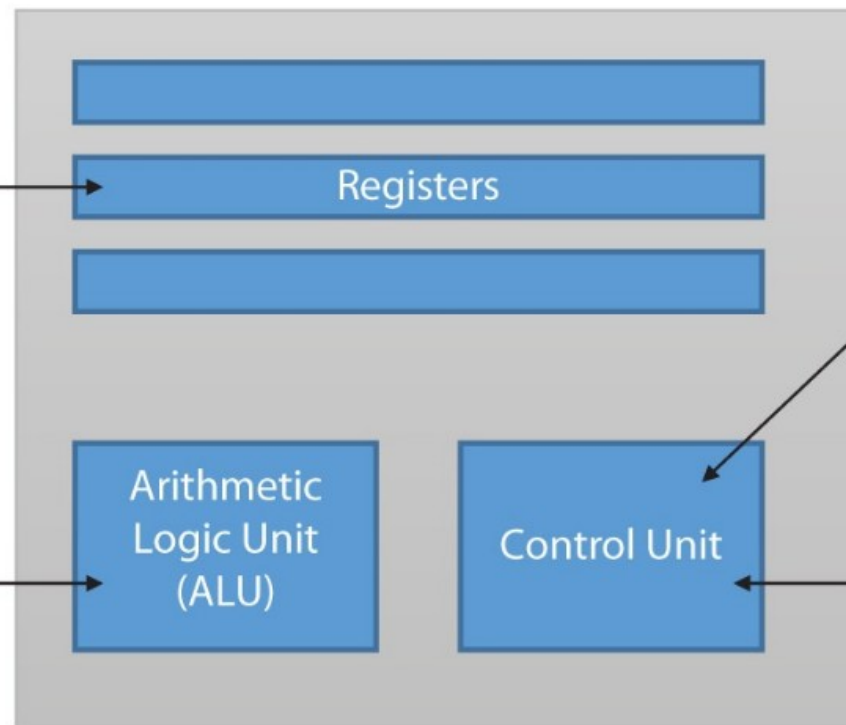 Registers
Arithmetic
Logic Unit
(ALU)
Control Unit